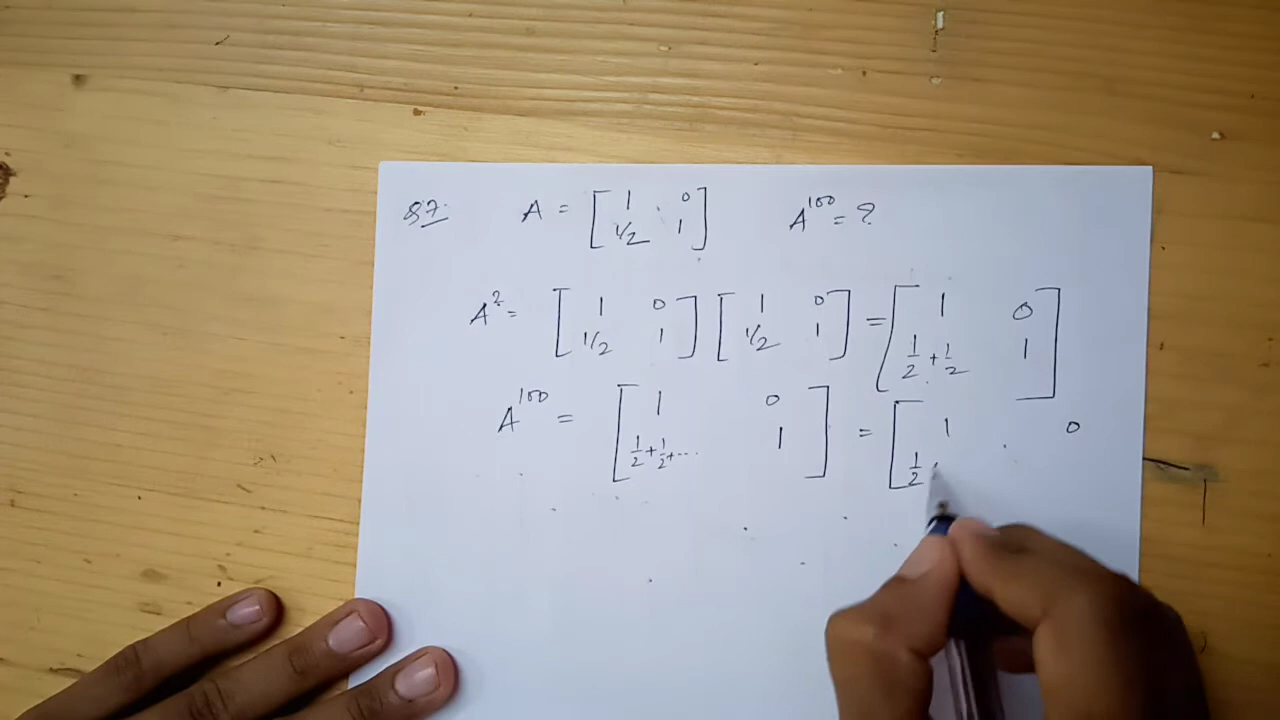 87. A = [1 0 1/2 1] A^100 = ?
A^2 = [1 0 1/2 1] [1 0 1/2 1] = [1 0 1/2 + 1/2 1]
A^100 = [1 0 1/2 + 1/2 + ... 1] = [1 0 1/2